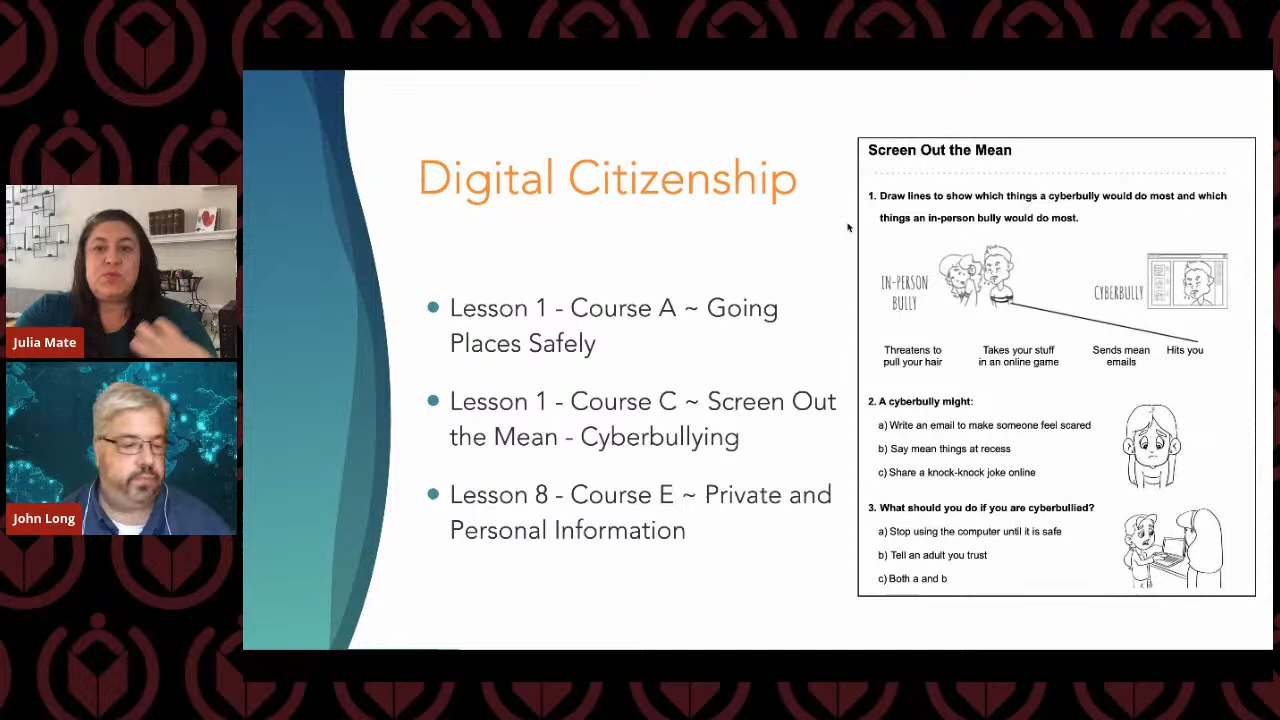 Digital Citizenship
Lesson 1 - Course A ~ Going
Places Safely
Lesson 1 - Course C ~ Screen Out
the Mean - Cyberbullying
Lesson 8 - Course E ~ Private and
Personal Information
Screen Out the Mean
1. Draw lines to show which things a cyberbully would do most and which
things an in-person bully would do most.
IN-PERSON
BULLY
CYBERBULLY
Threatens to
pull your hair
Takes your stuff
in an online game
Sends mean
emails
Hits you
2. A cyberbully might:
a) Write an email to make someone feel scared
b) Say mean things at recess
c) Share a knock-knock joke online
3. What should you do if you are cyberbullied?
a) Stop using the computer until it is safe
b) Tell an adult you trust
c) Both a and b
Julia Mate
John Long